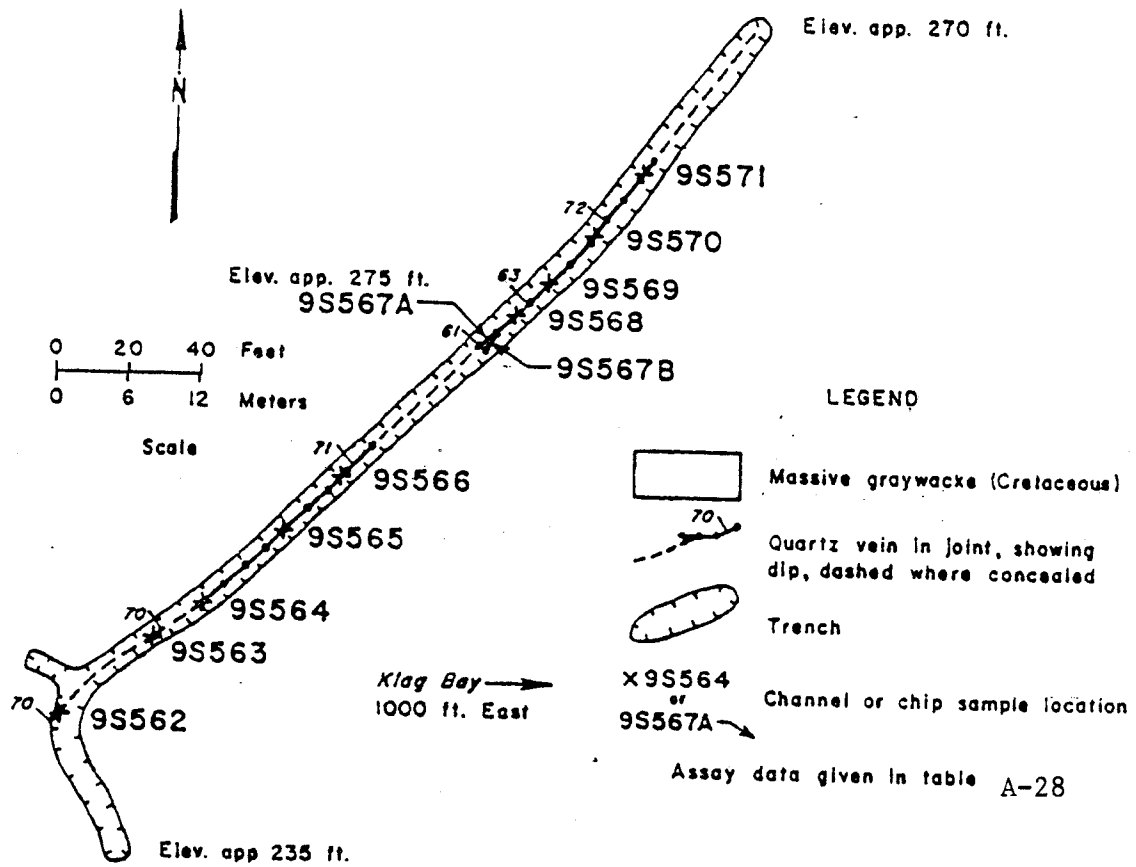 N
Elev. app. 270 ft.
9S571
72
9S570
Elev. app. 275 ft.
63
9S569
9S567A
9S568
61
9S567B
0 20 40 Feet
0 6 12 Meters
Scale
71
9S566
9S565
9S564
70
9S563
70
9S562
Elev. app 235 ft.
Klag Bay
1000 ft. East
LEGEND
Massive graywacke (Cretaceous)
70
Quartz vein in joint, showing
dip, dashed where concealed
Trench
×9S564
or
9S567A
Channel or chip sample location
Assay data given in table A-28